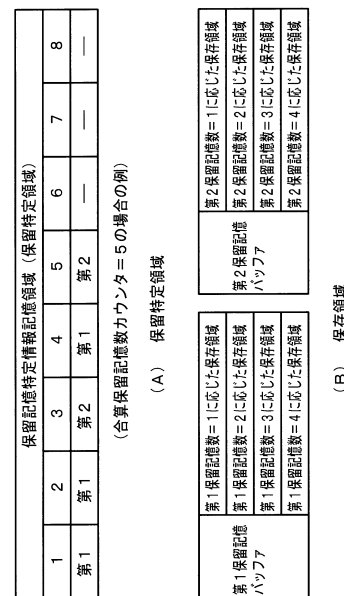 保留記憶特定情報記憶領域(保留特定領域)
1 2 3 4 5 6 7 8
第1 第1 第2 第1 第2 — — —
(合算保留記憶数カウンタ=5の場合の例)
(A) 保留特定領域
第1保留記憶
バッファ
第1保留記憶数=1に応じた保存領域
第1保留記憶数=2に応じた保存領域
第1保留記憶数=3に応じた保存領域
第1保留記憶数=4に応じた保存領域
第2保留記憶
バッファ
第2保留記憶数=1に応じた保存領域
第2保留記憶数=2に応じた保存領域
第2保留記憶数=3に応じた保存領域
第2保留記憶数=4に応じた保存領域
(B) 保存領域